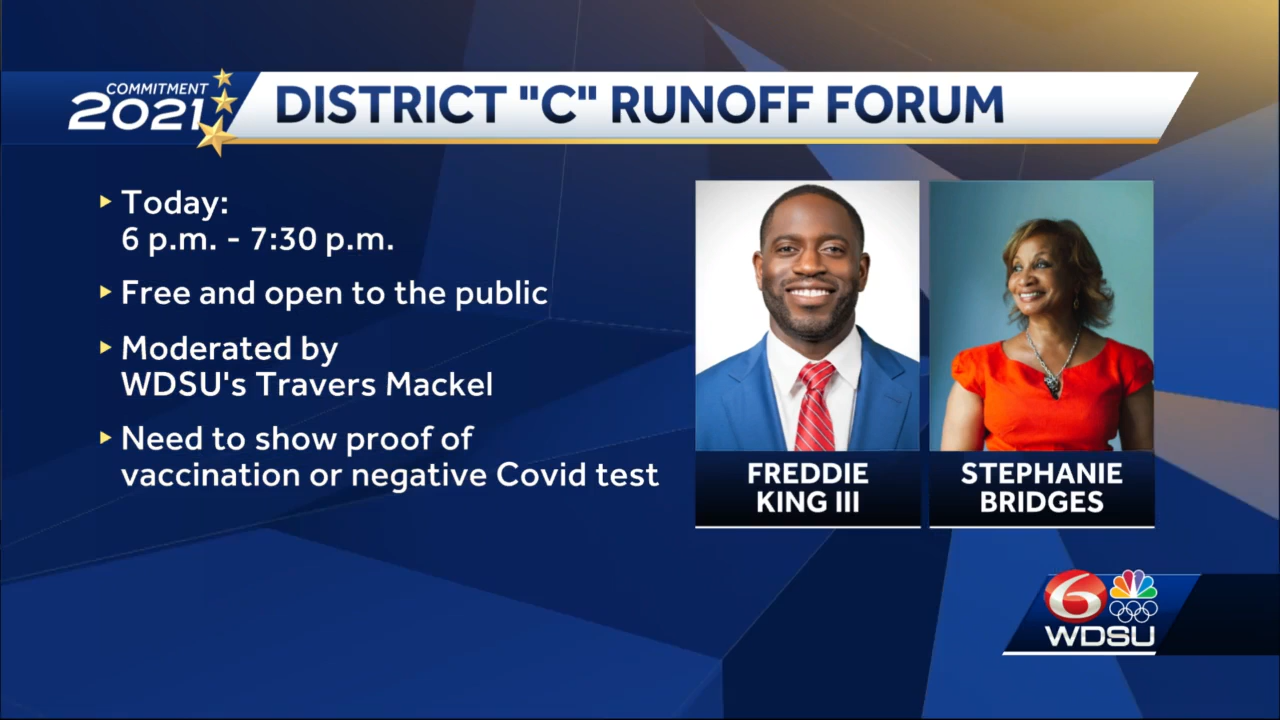 COMMITMENT
2021
DISTRICT "C" RUNOFF FORUM
Today:
6 p.m. - 7:30 p.m.
Free and open to the public
Moderated by
WDSU's Travers Mackel
Need to show proof of
vaccination or negative Covid test
FREDDIE
KING III
STEPHANIE
BRIDGES
6
WDSU